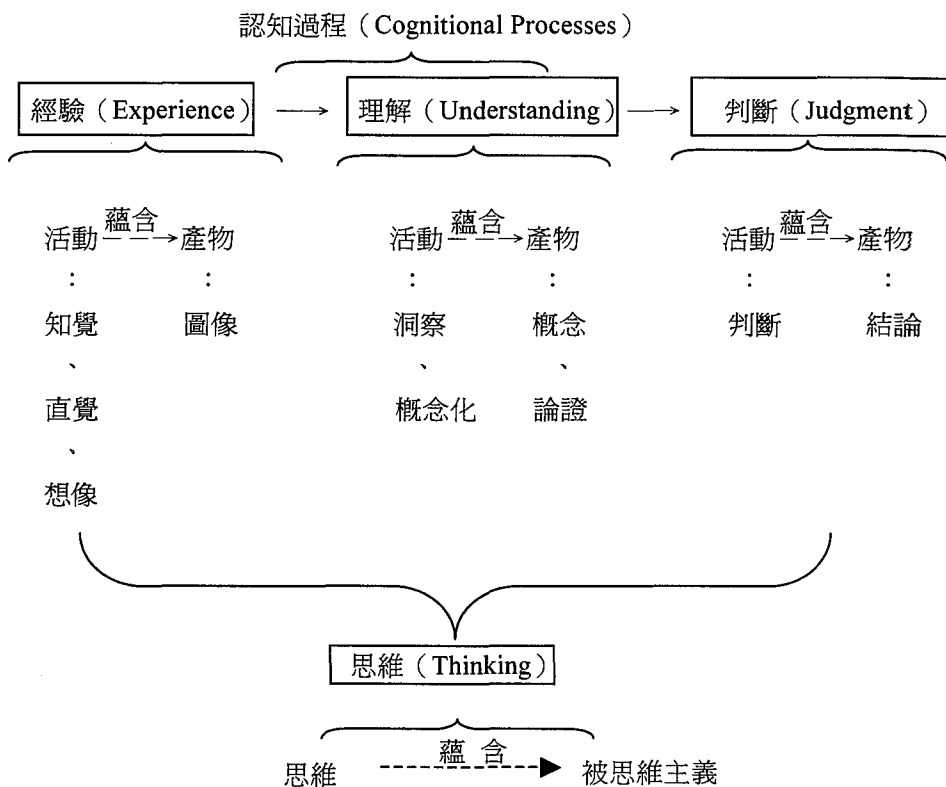 認知過程（Cognitional Processes）
經驗（Experience） → 理解（Understanding） → 判斷（Judgment）
蘊含 蘊含 蘊含
活動 → 產物 活動 → 產物 活動 → 產物
： ： ： ： ： ：
知覺 圖像 洞察 概念 判斷 結論
、 、 、
直覺 概念化 論證
、
想像
思維（Thinking）
蘊含
思維 → 被思維主義